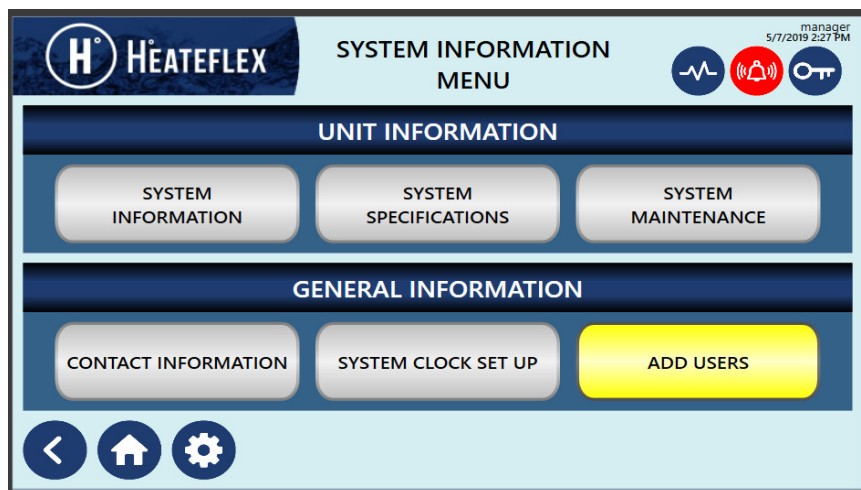 manager
5/7/2019 2:27 PM
H° HEATEFLEX
SYSTEM INFORMATION
MENU
UNIT INFORMATION
SYSTEM
INFORMATION
SYSTEM
SPECIFICATIONS
SYSTEM
MAINTENANCE
GENERAL INFORMATION
CONTACT INFORMATION
SYSTEM CLOCK SET UP
ADD USERS